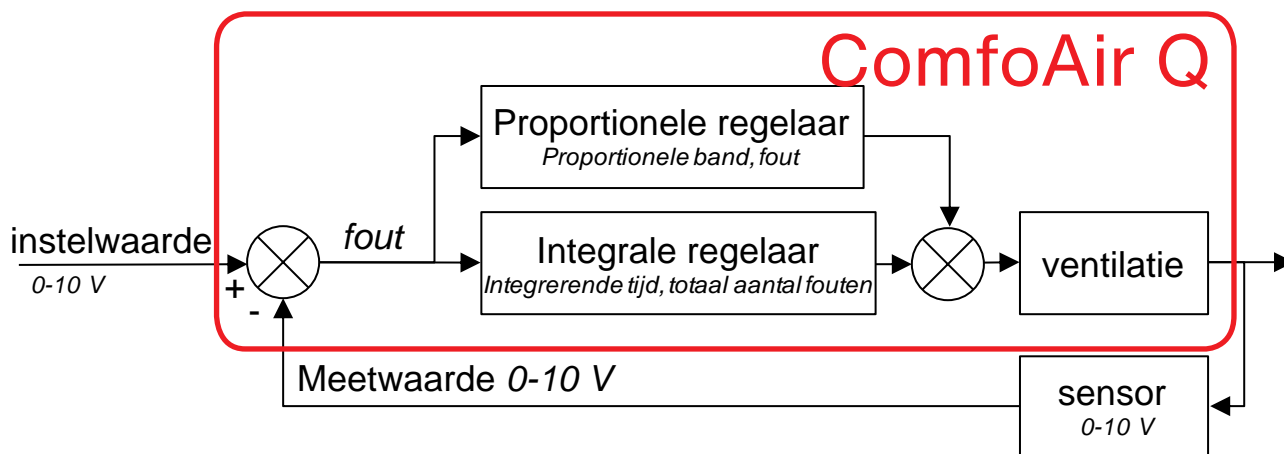 ComfoAir Q
Proportionele regelaar
Proportionele band, fout
instelwaarde
0-10 V
+
-
fout
Integrale regelaar
Integrerende tijd, totaal aantal fouten
ventilatie
Meetwaarde 0-10 V
sensor
0-10 V